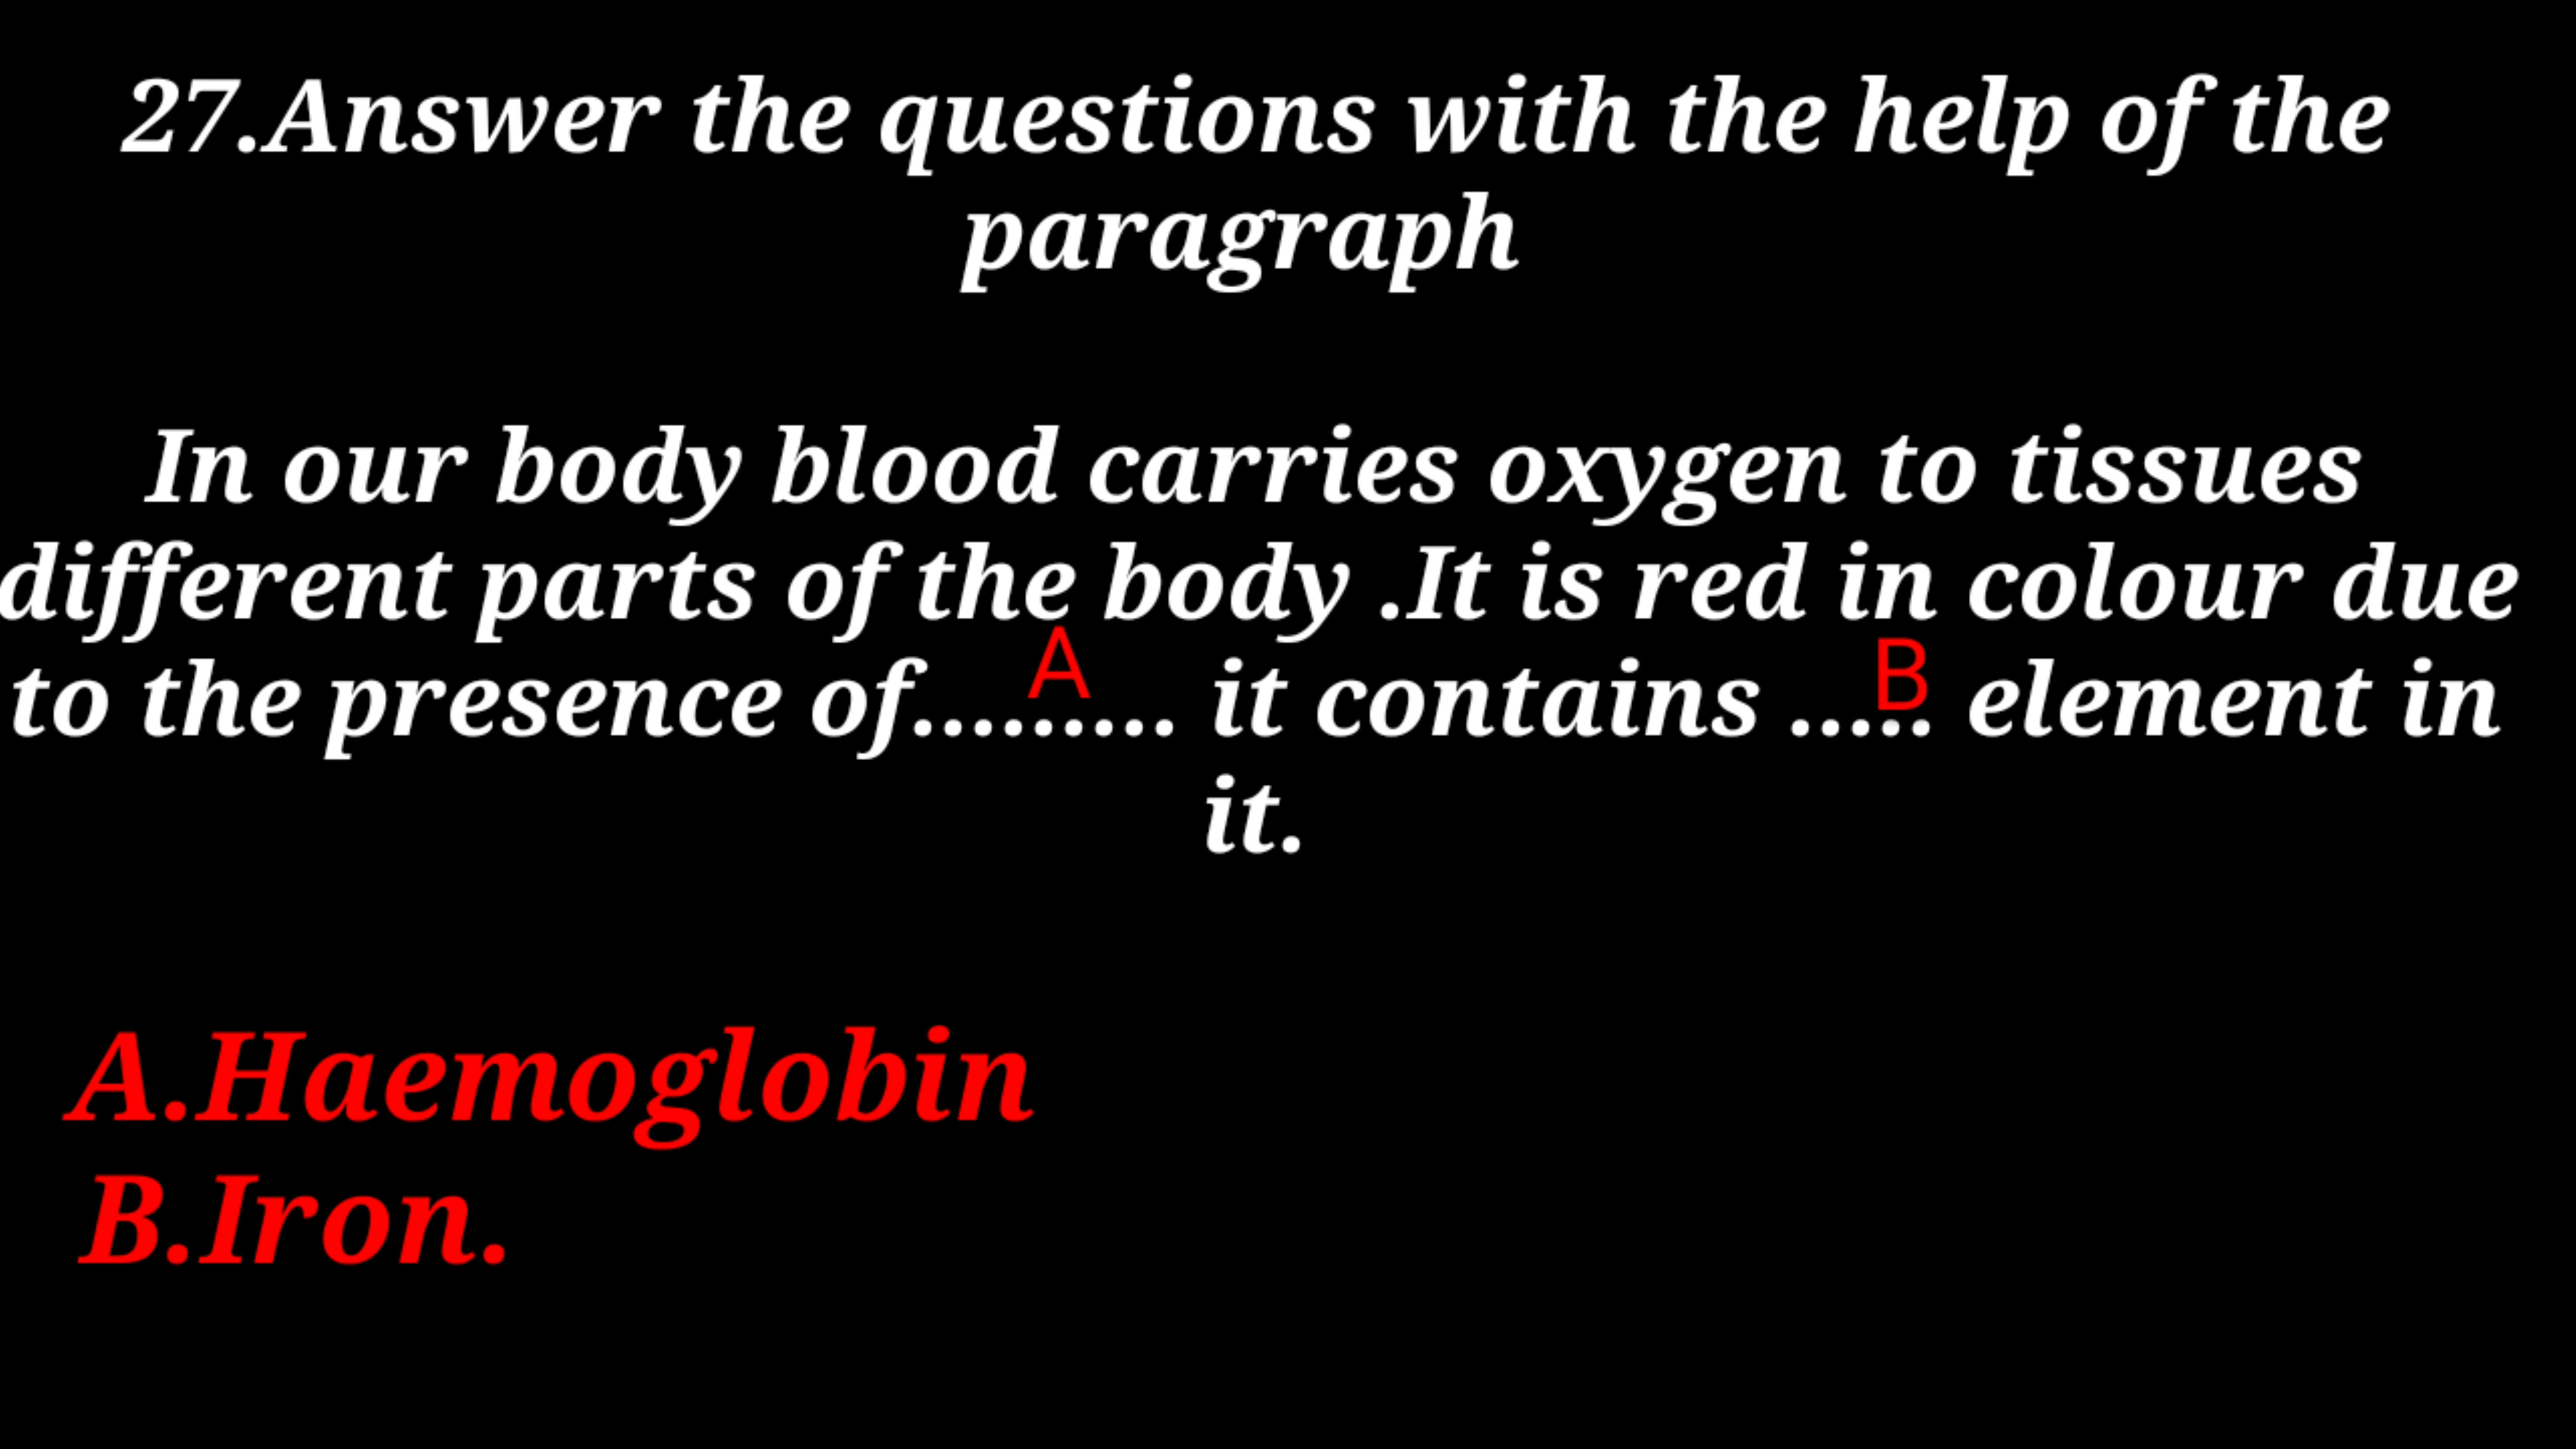 27.Answer the questions with the help of the
paragraph
In our body blood carries oxygen to tissues
different parts of the body .It is red in colour due
A B
to the presence of......... it contains ..... element in
it.
A.Haemoglobin
B.Iron.